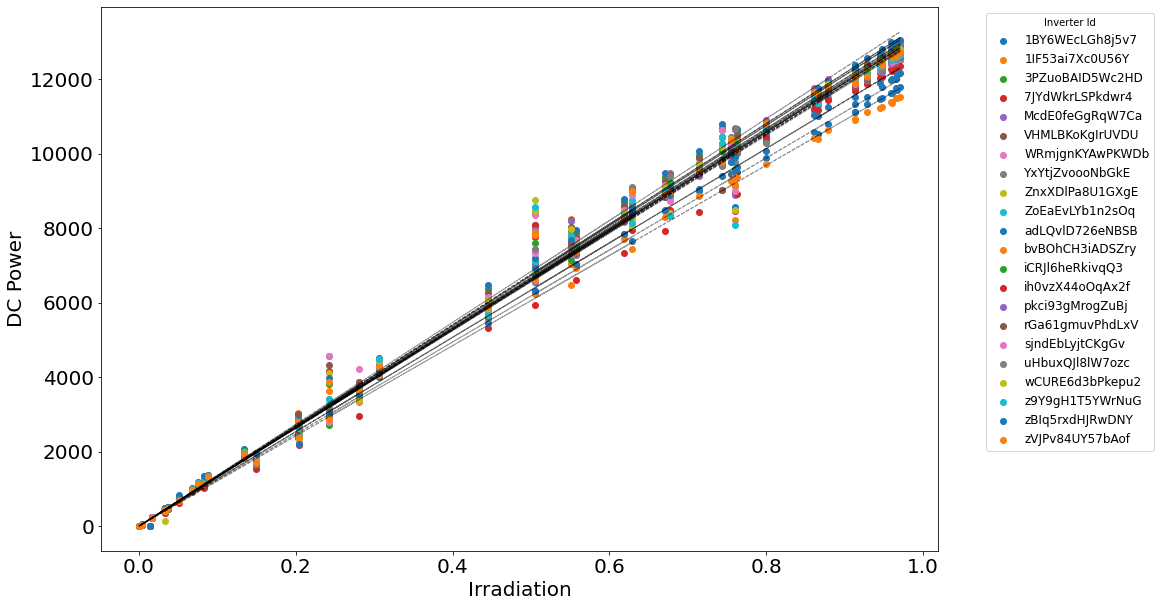 DC Power
12000
10000
8000
6000
4000
2000
0
0.0 0.2 0.4 0.6 0.8 1.0
Irradiation
Inverter Id
1BY6WEcLGh8j5v7
1IF53ai7Xc0U56Y
3PZuoBAID5Wc2HD
7JYdWkrLSPkdwr4
McdE0feGgRqW7Ca
VHMLBKoKgIrUVDU
WRmjgnKYAwPKWDb
YxYtjZvoooNbGkE
ZnxXDlPa8U1GXgE
ZoEaEvLYb1n2sOq
adLQvlD726eNBSB
bvBOhCH3iADSZry
iCRJl6heRkivqQ3
ih0vzX44oOqAx2f
pkci93gMrogZuBj
rGa61gmuvPhdLxV
sjndEbLyjtCKgGv
uHbuxQJl8lW7ozc
wCURE6d3bPkepu2
z9Y9gH1T5YWrNuG
zBIq5rxdHJRwDNY
zVJPv84UY57bAof